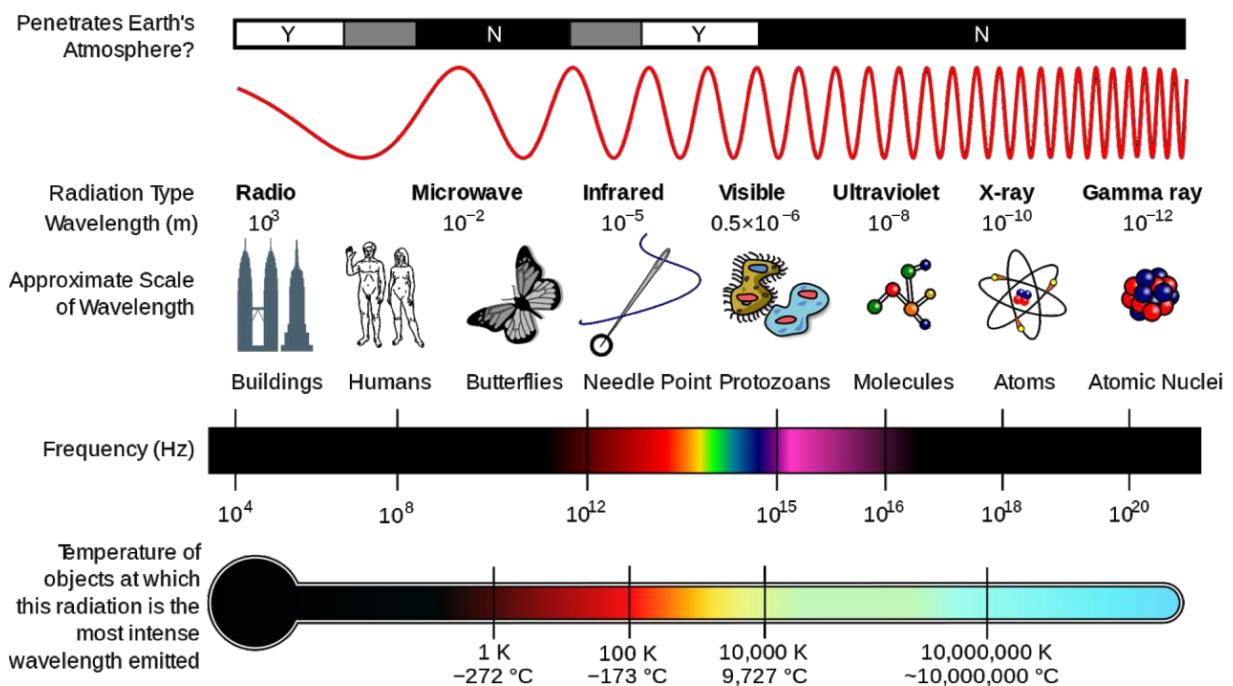 Penetrates Earth's
Atmosphere?
Y N Y N
Radiation Type
Radio Microwave Infrared Visible Ultraviolet X-ray Gamma ray
Wavelength (m)
10³ 10⁻² 10⁻⁵ 0.5×10⁻⁶ 10⁻⁸ 10⁻¹⁰ 10⁻¹²
Approximate Scale
of Wavelength
Buildings Humans Butterflies Needle Point Protozoans Molecules Atoms Atomic Nuclei
Frequency (Hz)
10⁴ 10⁸ 10¹² 10¹⁵ 10¹⁶ 10¹⁸ 10²⁰
Temperature of
objects at which
this radiation is the
most intense
wavelength emitted
1 K 100 K 10,000 K 10,000,000 K
−272 °C −173 °C 9,727 °C ~10,000,000 °C